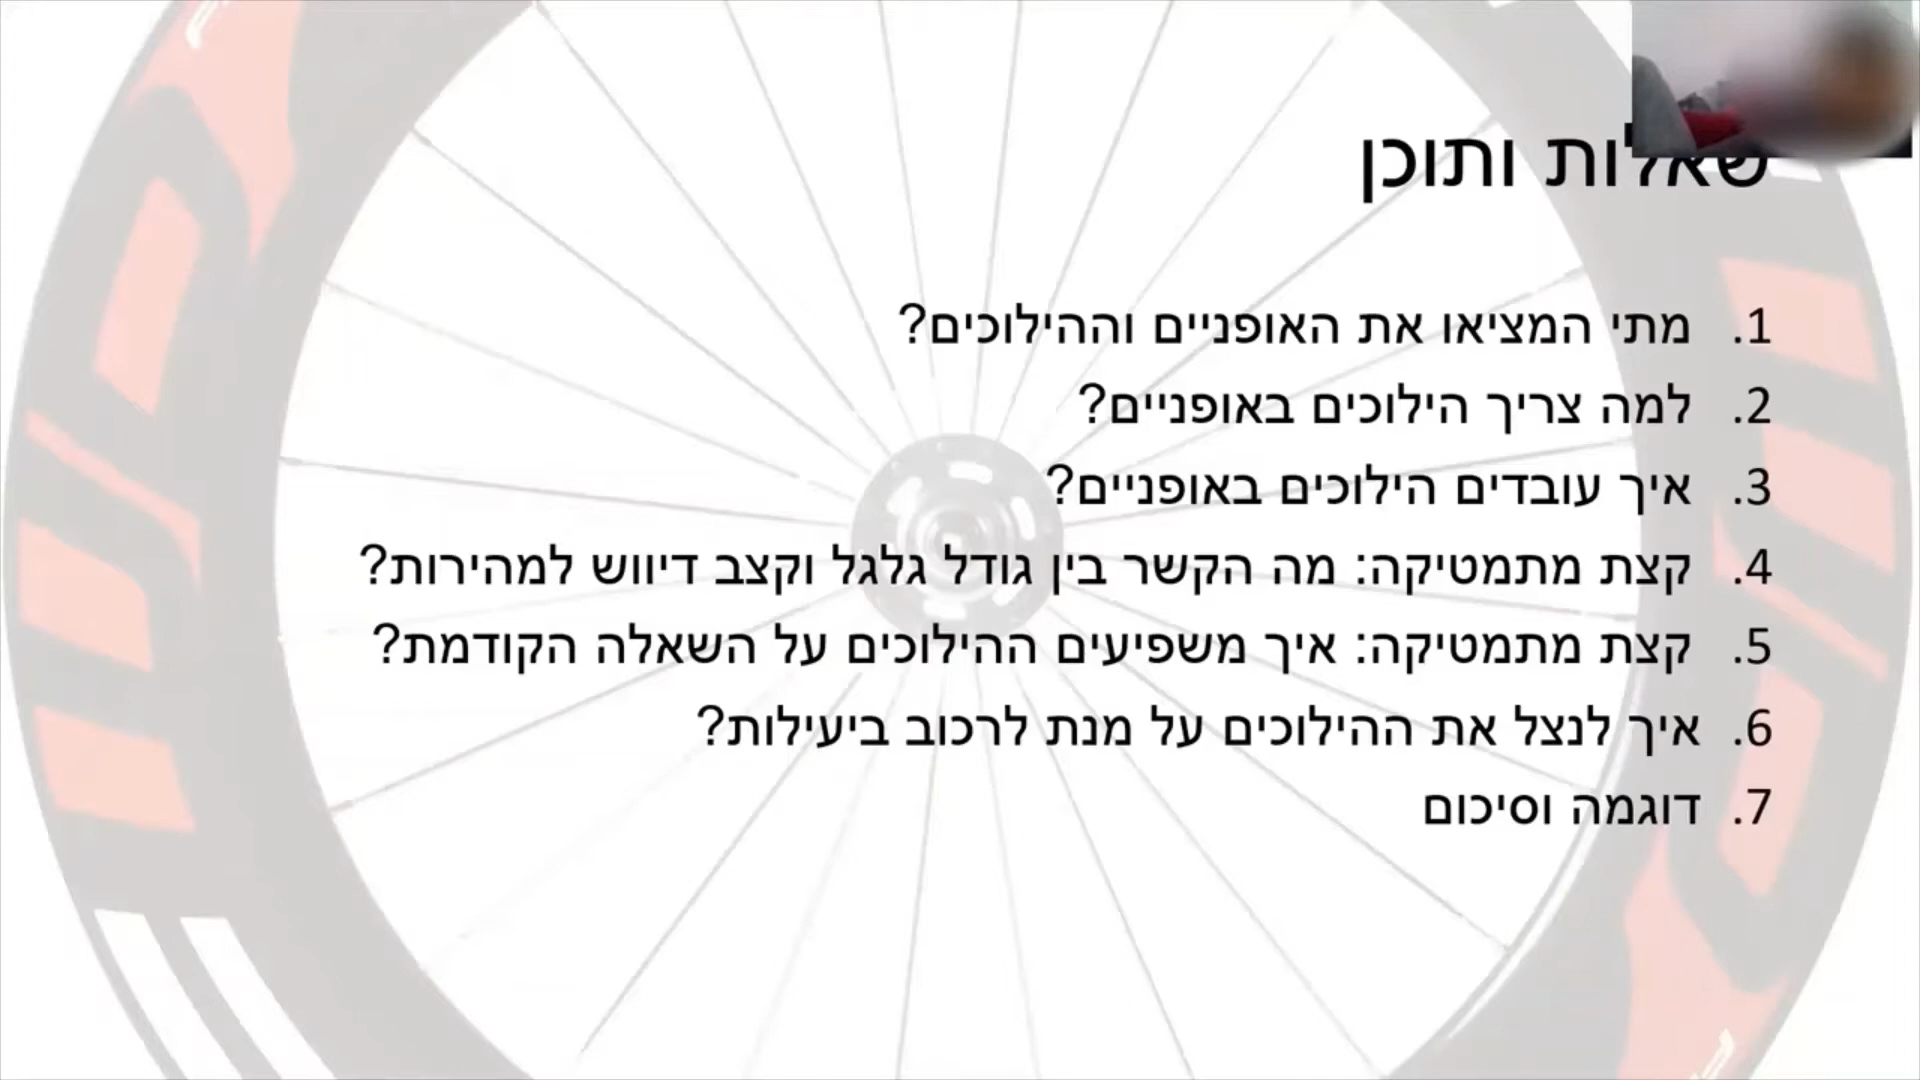 שאלות ותוכן
1. מתי המציאו את האופניים וההילוכים?
2. למה צריך הילוכים באופניים?
3. איך עובדים הילוכים באופניים?
4. קצת מתמטיקה: מה הקשר בין גודל גלגל וקצב דיווש למהירות?
5. קצת מתמטיקה: איך משפיעים ההילוכים על השאלה הקודמת?
6. איך לנצל את ההילוכים על מנת לרכוב ביעילות?
7. דוגמה וסיכום